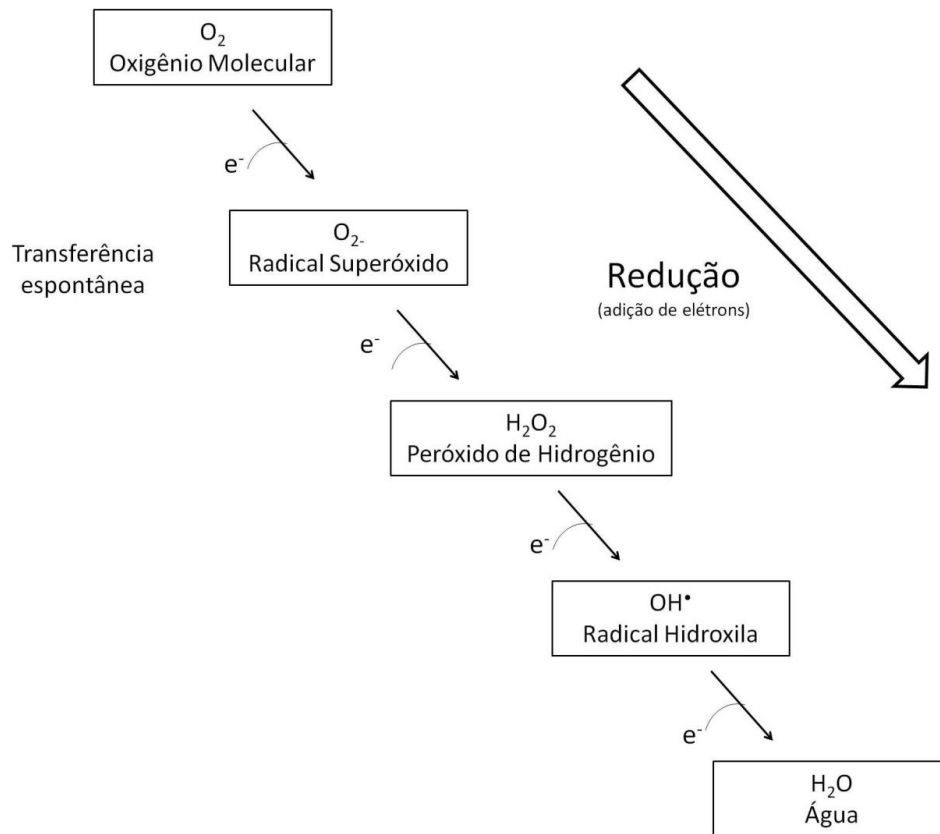 O₂
Oxigênio Molecular
e⁻
O₂₋
Radical Superóxido
Transferência
espontânea
Redução
(adição de elétrons)
e⁻
H₂O₂
Peróxido de Hidrogênio
e⁻
OH•
Radical Hidroxila
e⁻
H₂O
Água